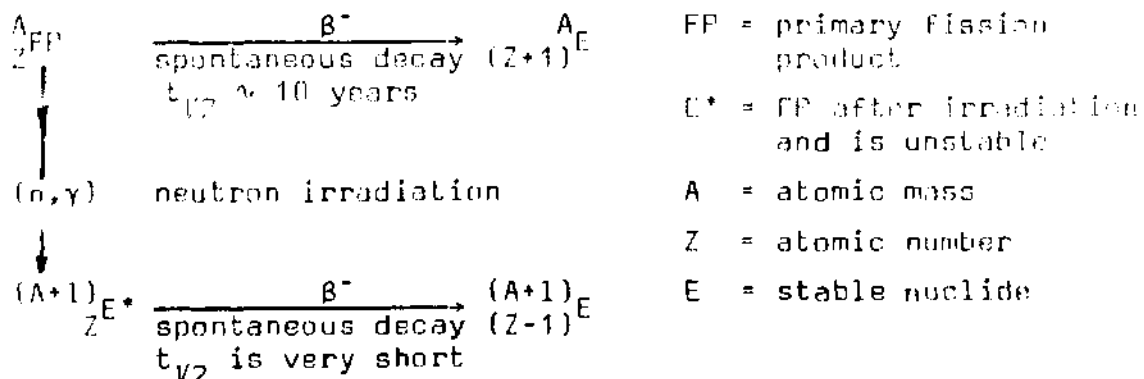 A β⁻ A FP = primary fission
Z FP spontaneous decay (Z+1) E product
t1/2 ~ 10 years
E* = FP after irradiation
and is unstable
(n,γ) neutron irradiation A = atomic mass
Z = atomic number
(A+1) β⁻ (A+1) E = stable nuclide
Z E* spontaneous decay (Z-1) E
t1/2 is very short